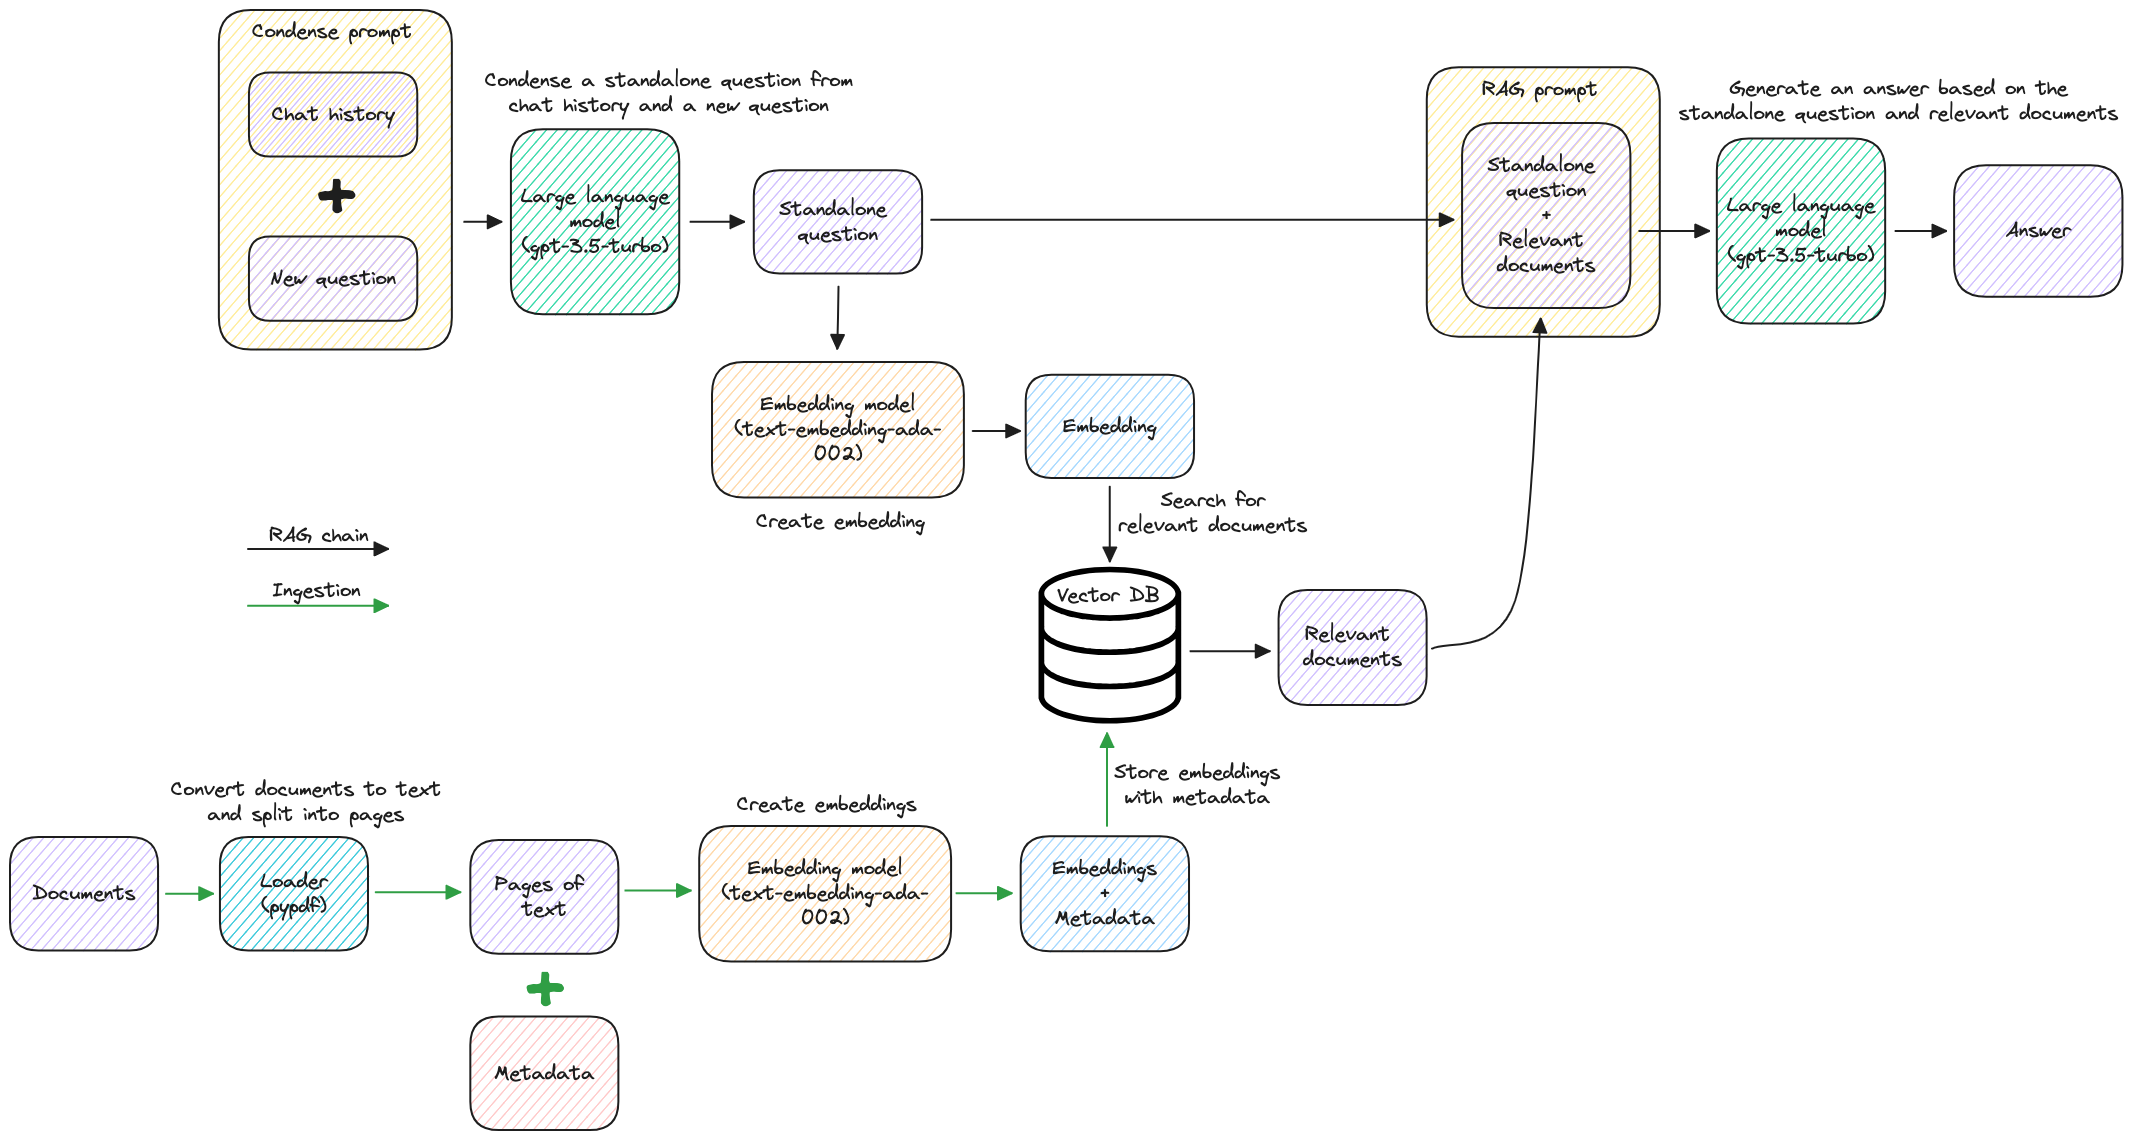 Condense prompt
Chat history
New question
Condense a standalone question from
chat history and a new question
Large language
model
(gpt-3.5-turbo)
Standalone
question
RAG prompt
Standalone
question
+
Relevant
documents
Generate an answer based on the
standalone question and relevant documents
Large language
model
(gpt-3.5-turbo)
Answer
Embedding model
(text-embedding-ada-
002)
Create embedding
Embedding
Search for
relevant documents
RAG chain
Ingestion
Vector DB
Relevant
documents
Store embeddings
with metadata
Convert documents to text
and split into pages
Documents
Loader
(pypdf)
Pages of
text
Metadata
Create embeddings
Embedding model
(text-embedding-ada-
002)
Embeddings
+
Metadata